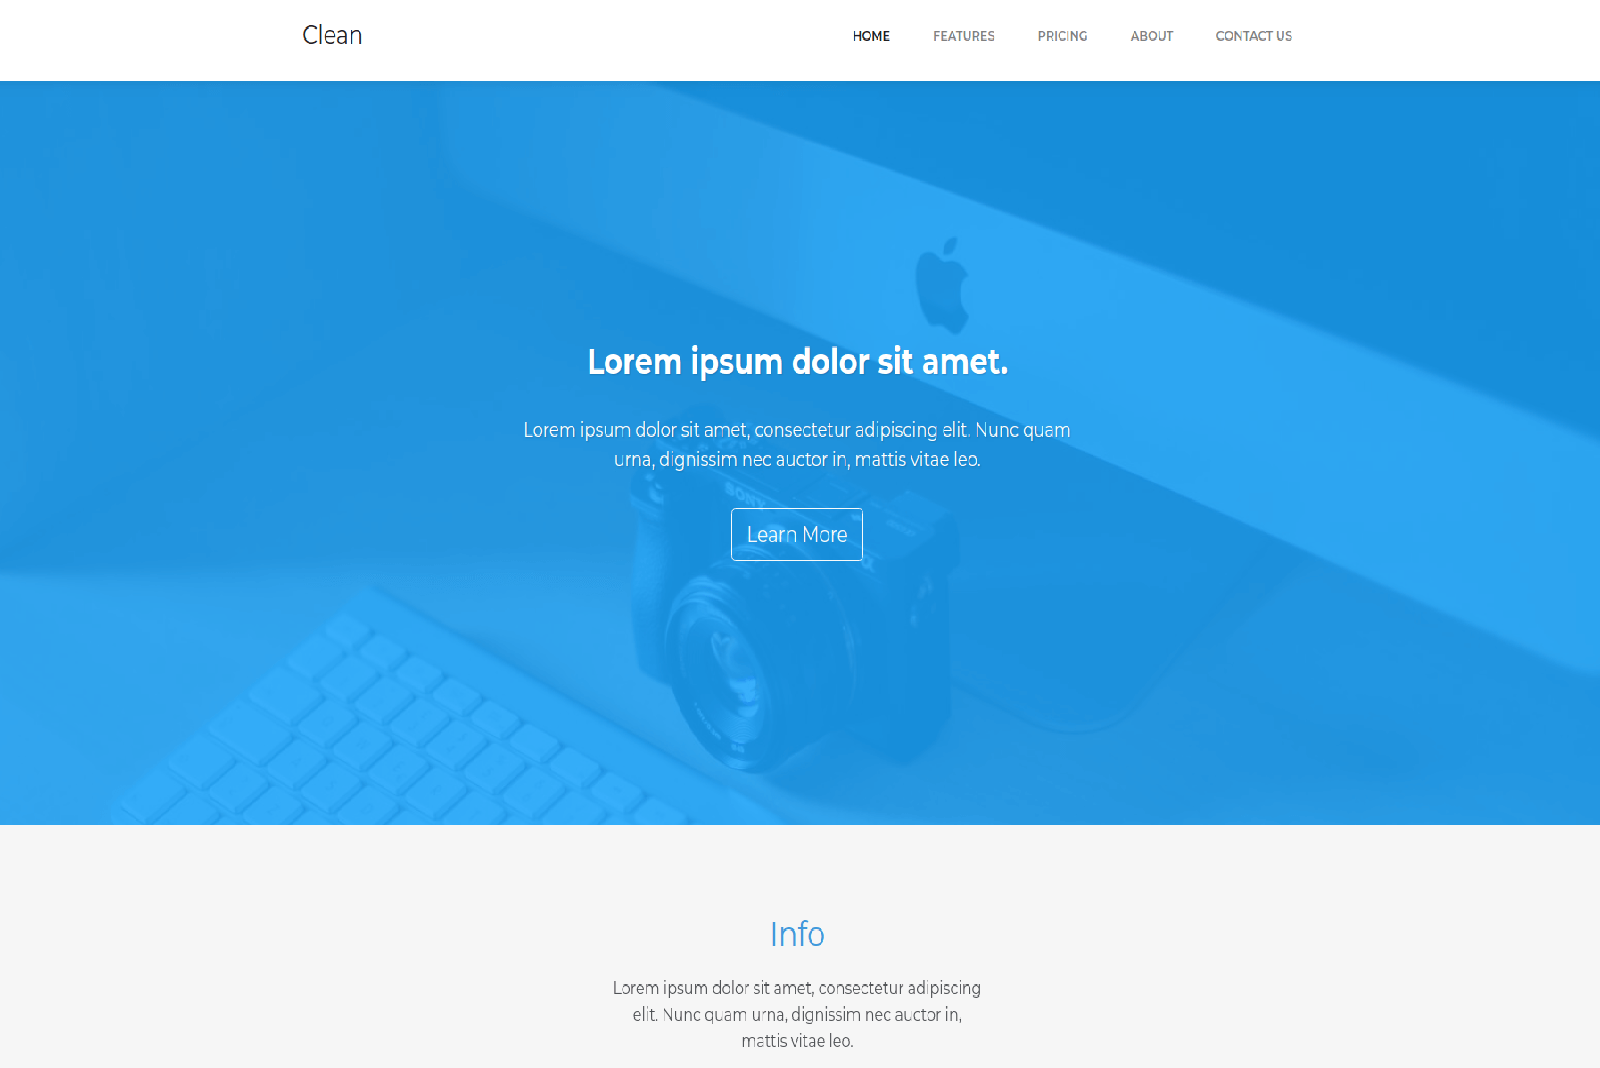 Clean
HOME FEATURES PRICING ABOUT CONTACT US
Lorem ipsum dolor sit amet.
Lorem ipsum dolor sit amet, consectetur adipiscing elit. Nunc quam
urna, dignissim nec auctor in, mattis vitae leo.
SONY
Learn More
Info
Lorem ipsum dolor sit amet, consectetur adipiscing
elit. Nunc quam urna, dignissim nec auctor in,
mattis vitae leo.